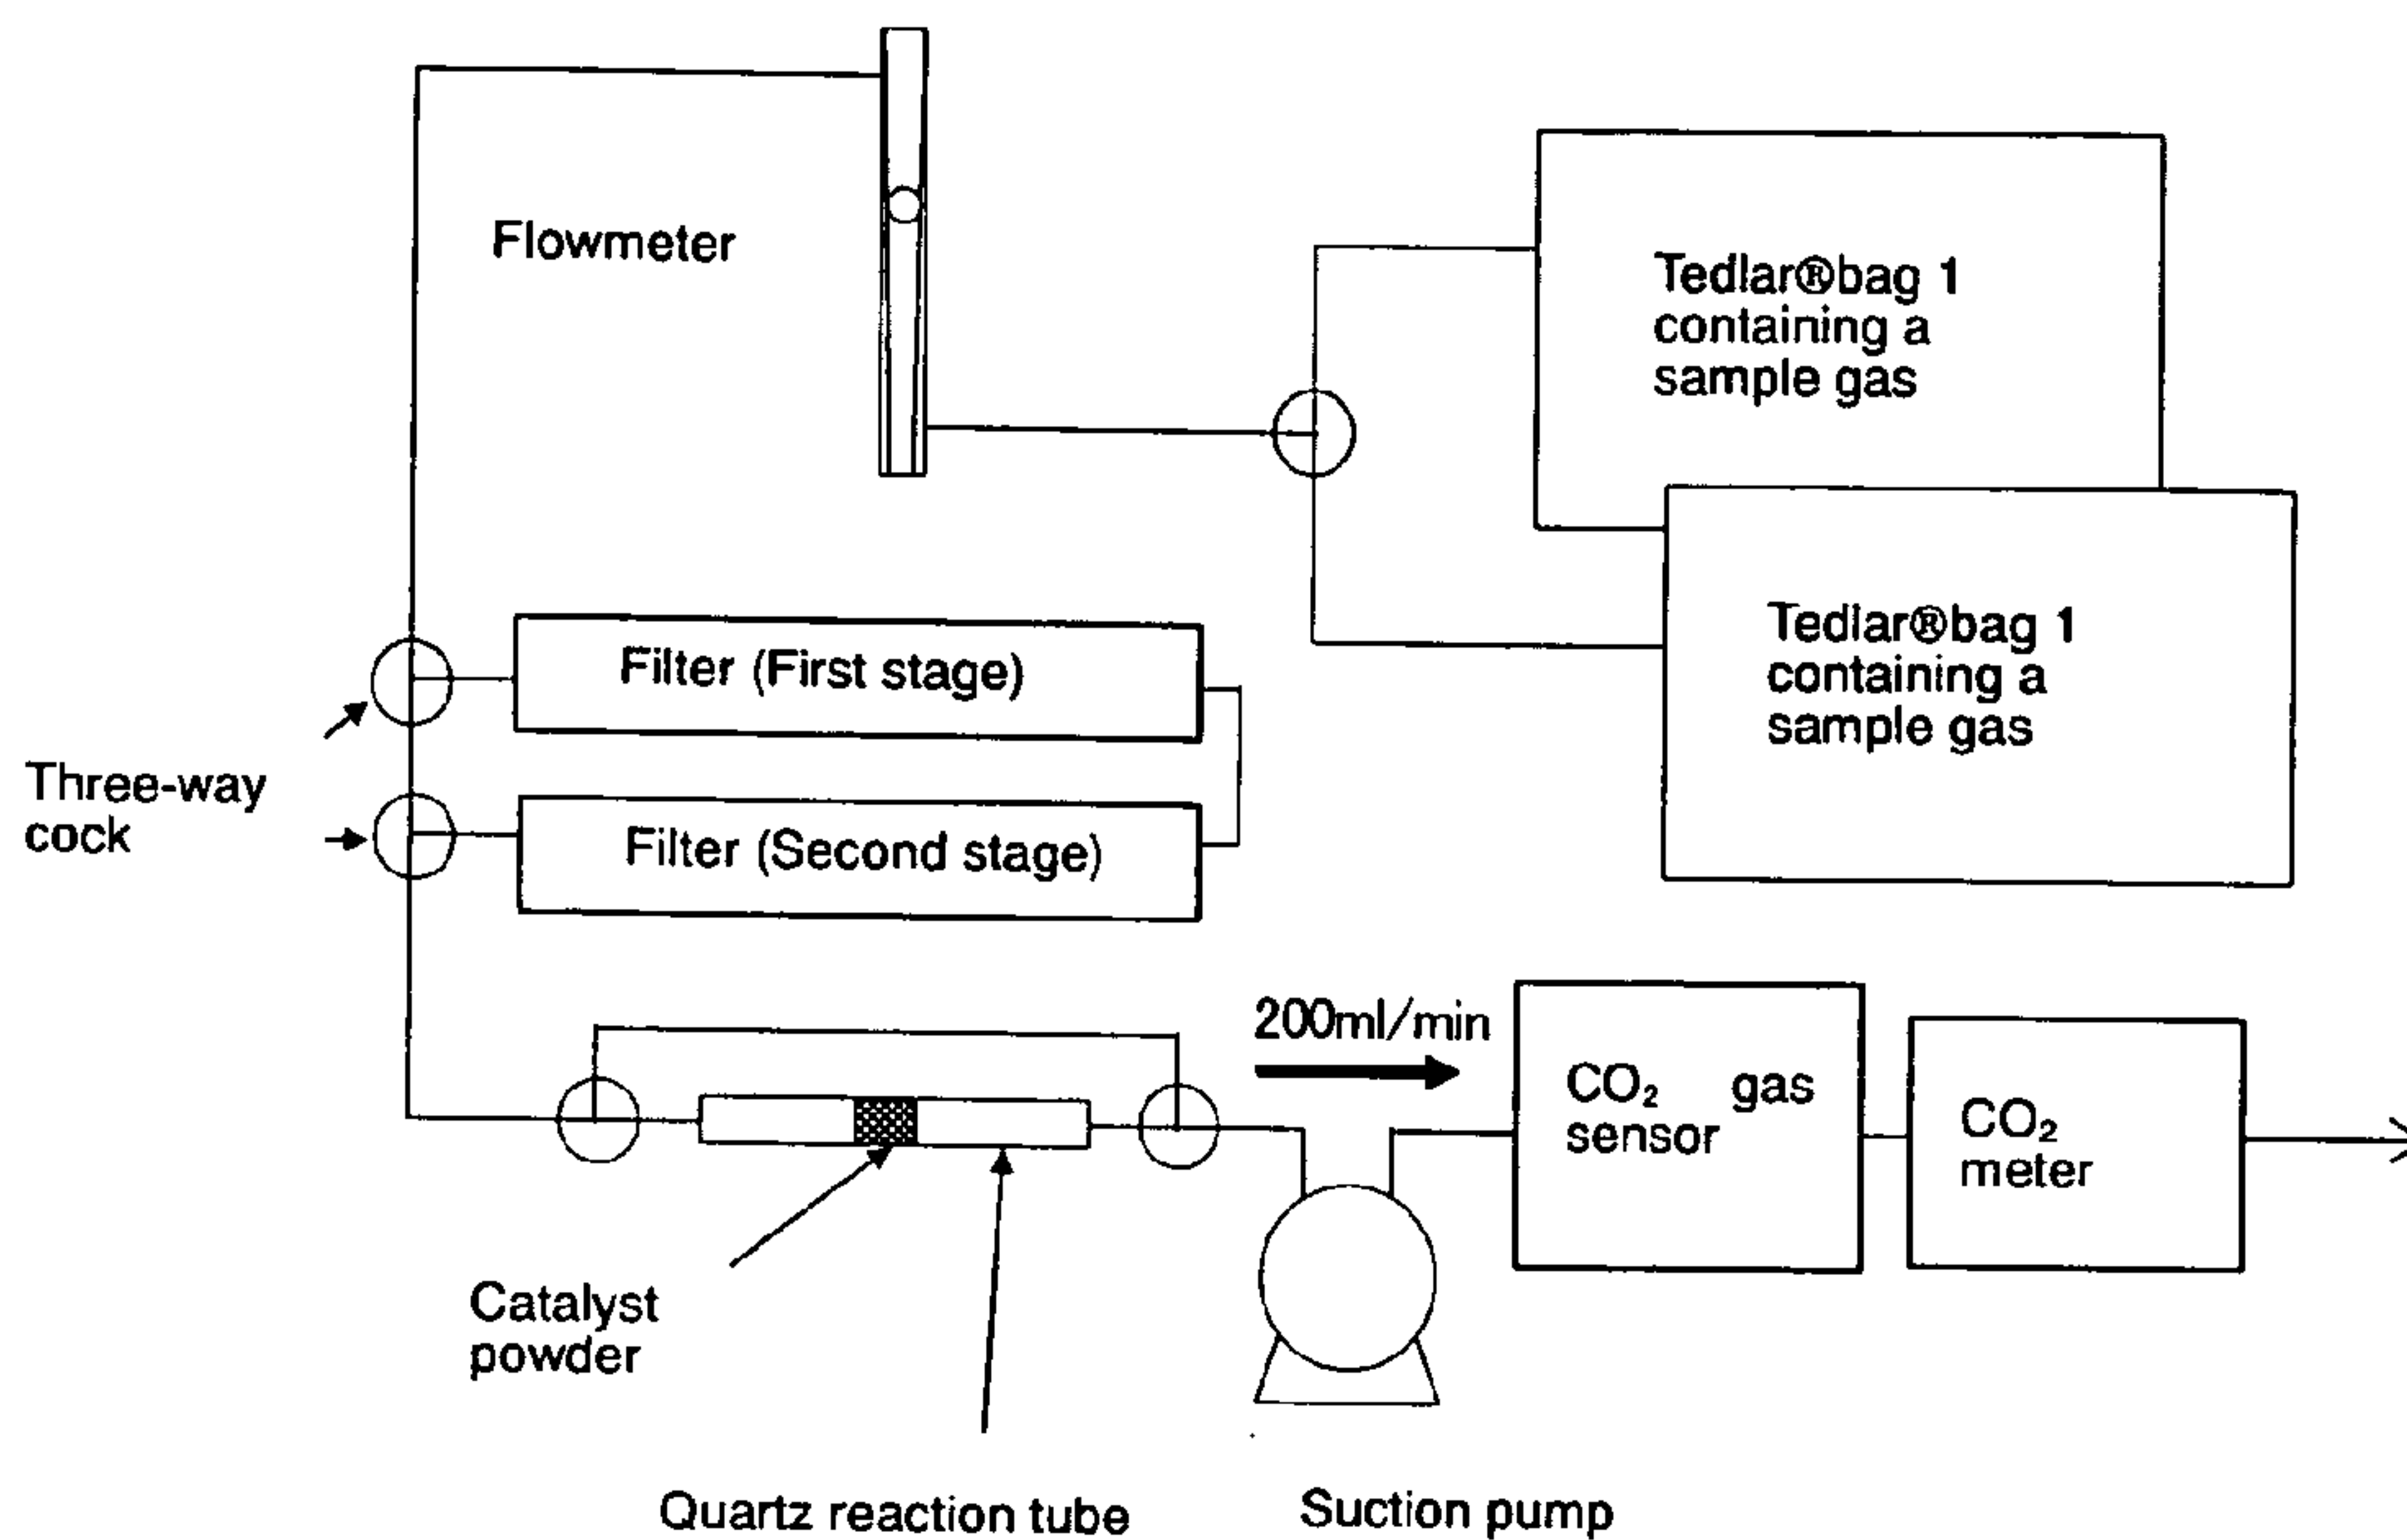 Flowmeter
Tedlar®bag 1
containing a
sample gas
Tedlar®bag 1
containing a
sample gas
Filter (First stage)
Three-way
cock
Filter (Second stage)
200ml/min
CO₂ gas
sensor
CO₂
meter
Catalyst
powder
Quartz reaction tube
Suction pump